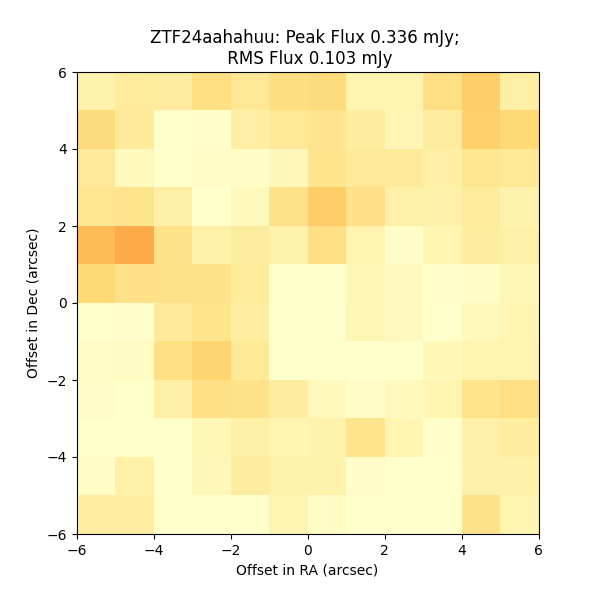 ZTF24aahahuu: Peak Flux 0.336 mJy;
RMS Flux 0.103 mJy
6
4
2
0
−2
−4
−6
Offset in Dec (arcsec)
−6 −4 −2 0 2 4 6
Offset in RA (arcsec)